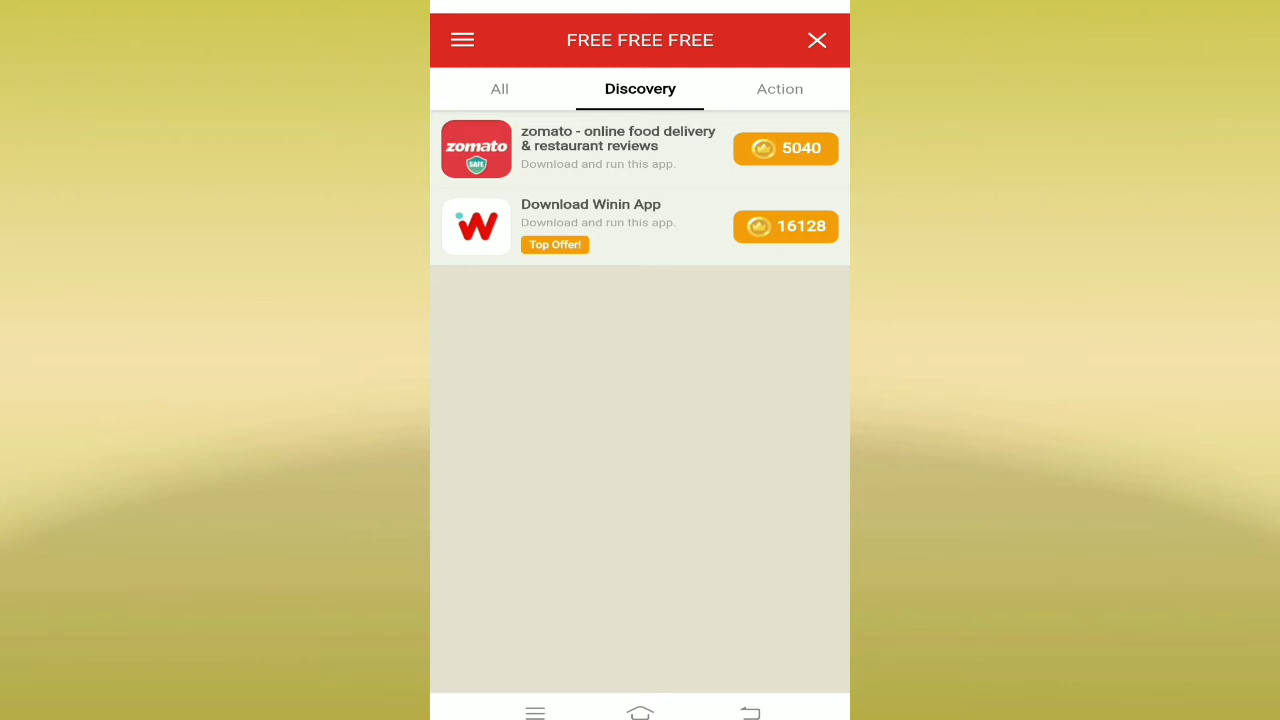 FREE FREE FREE
All
Discovery
Action
zomato
SAFE
zomato - online food delivery
& restaurant reviews
Download and run this app.
5040
W
Download Winin App
Download and run this app.
Top Offer!
16128